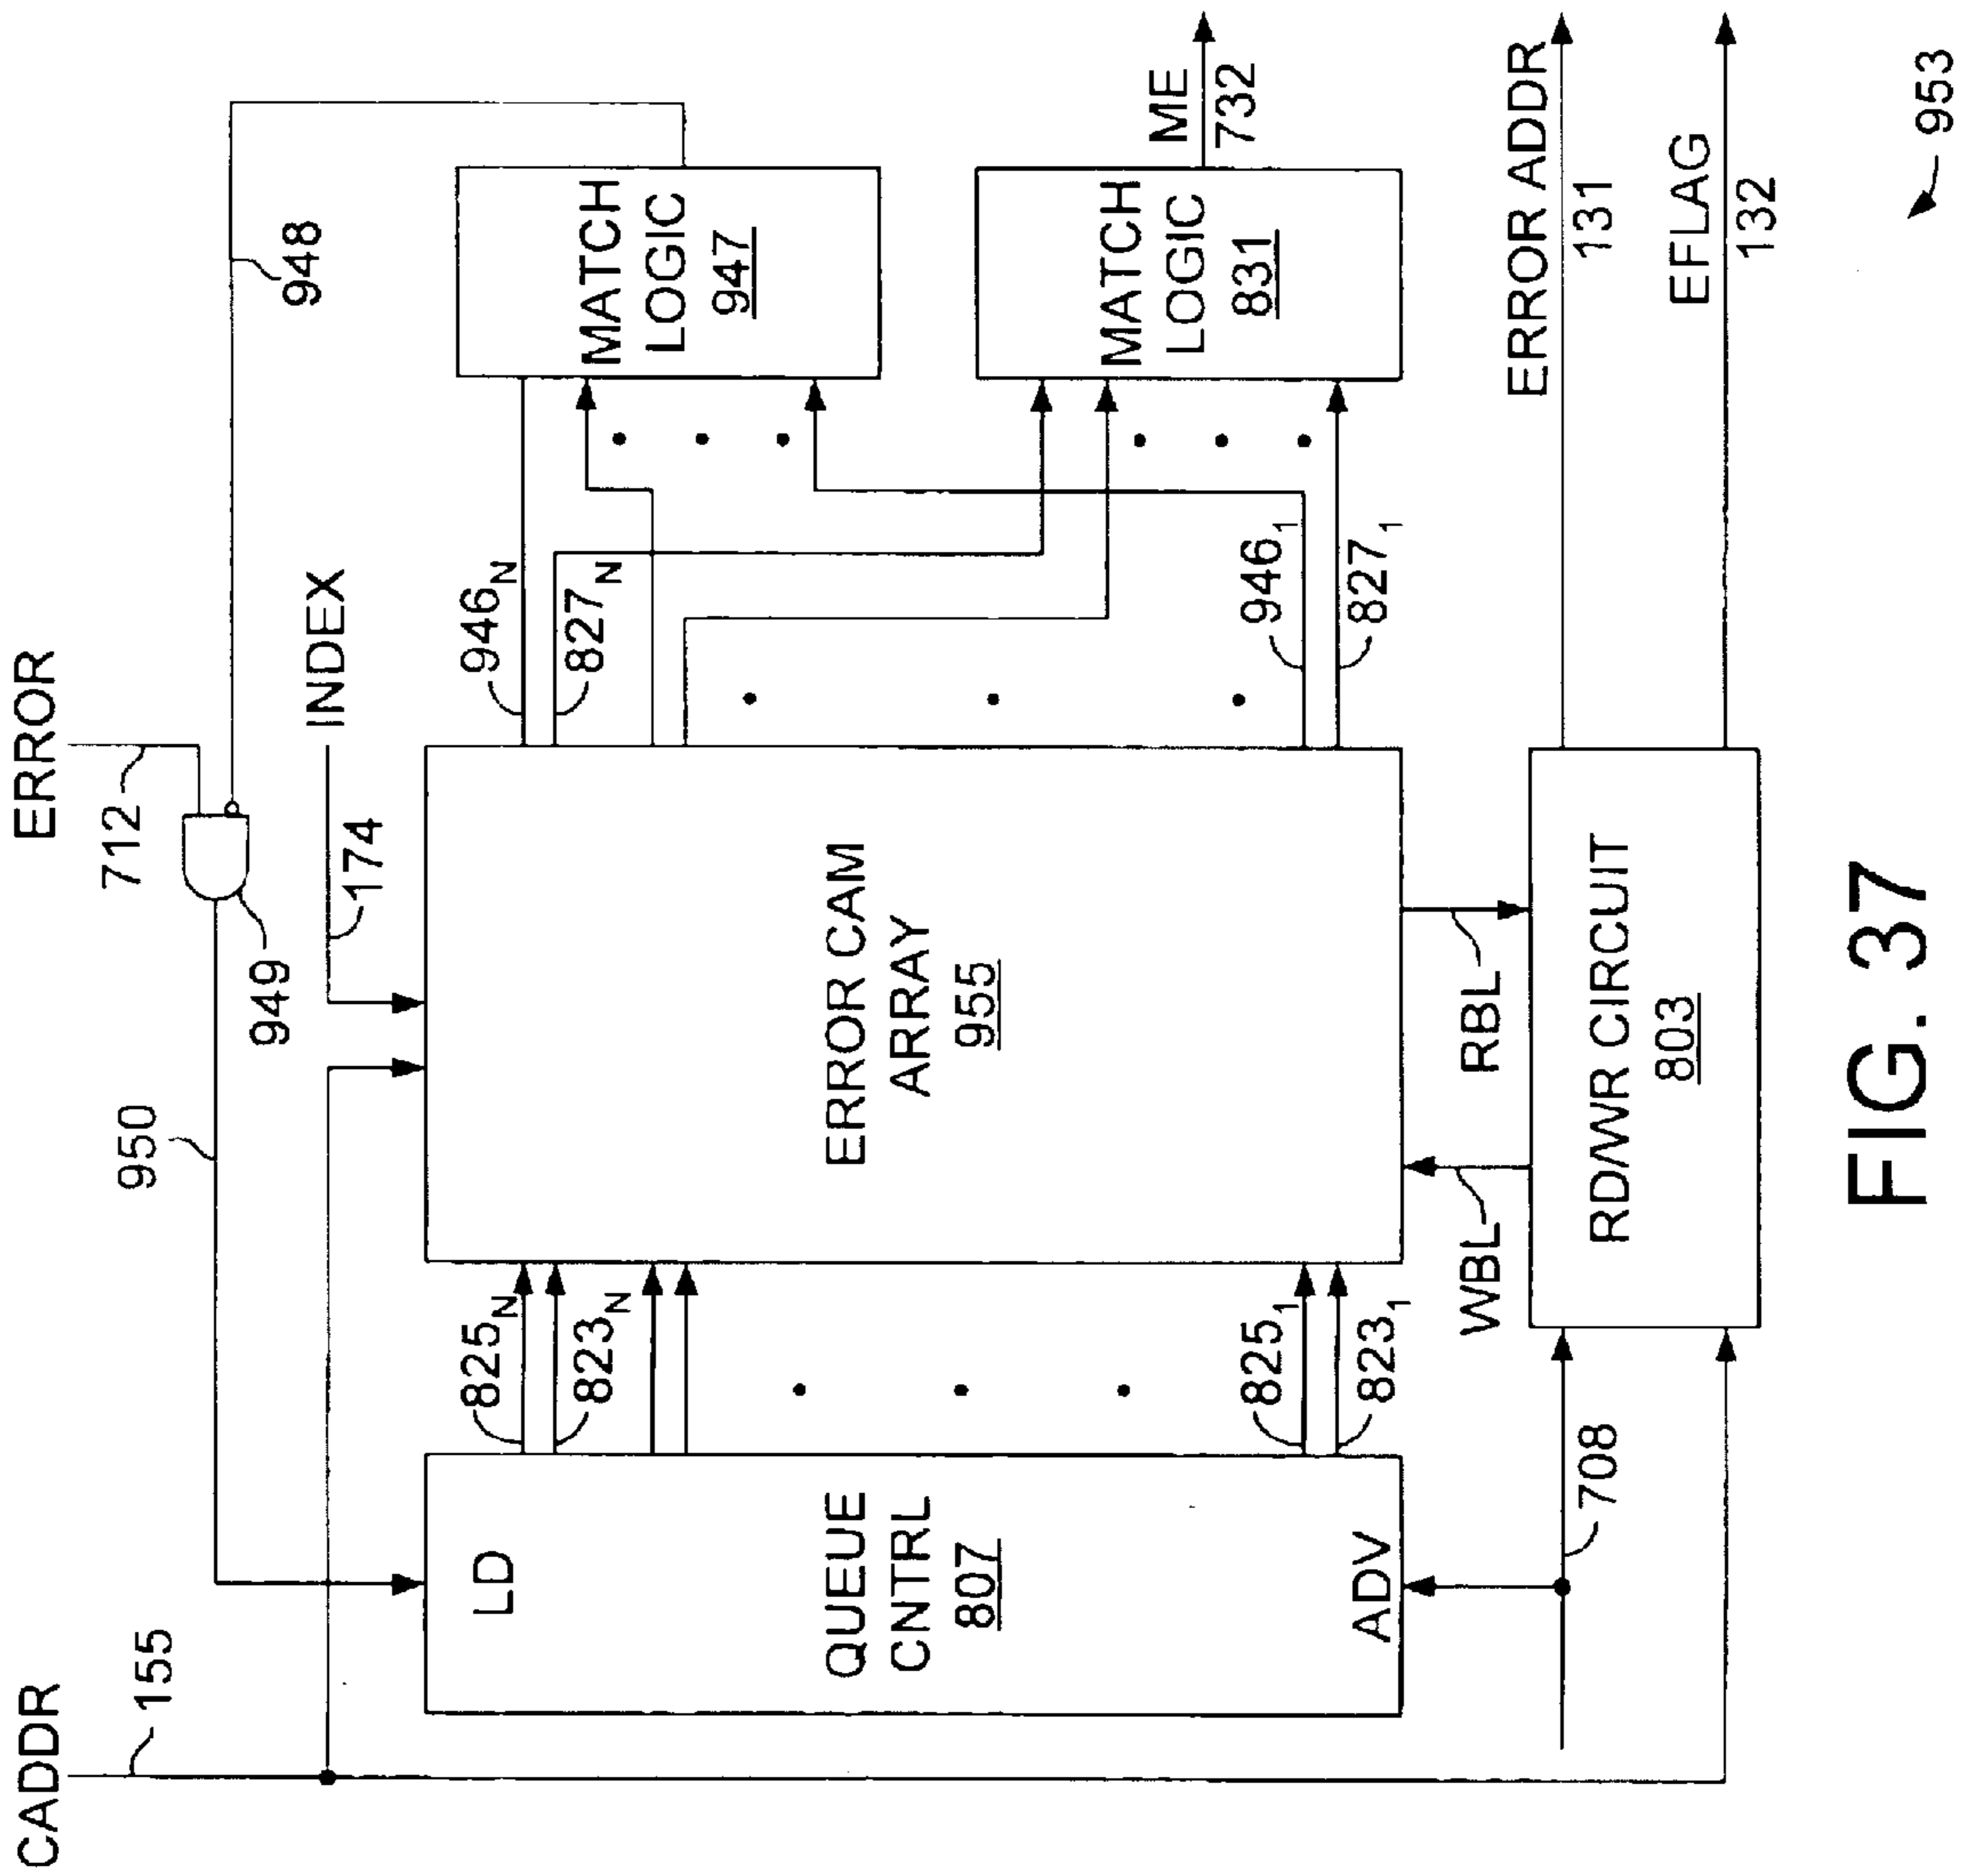 CADDR
155
ERROR
712
950
949
INDEX
174
948
LD
QUEUE
CNTRL
807
ADV
825N
823N
8251
8231
ERROR CAM
ARRAY
955
946N
827N
9461
8271
MATCH
LOGIC
947
MATCH
LOGIC
831
ME
732
WBL
RBL
708
RD/WR CIRCUIT
803
ERROR ADDR
131
EFLAG
132
953
FIG. 37